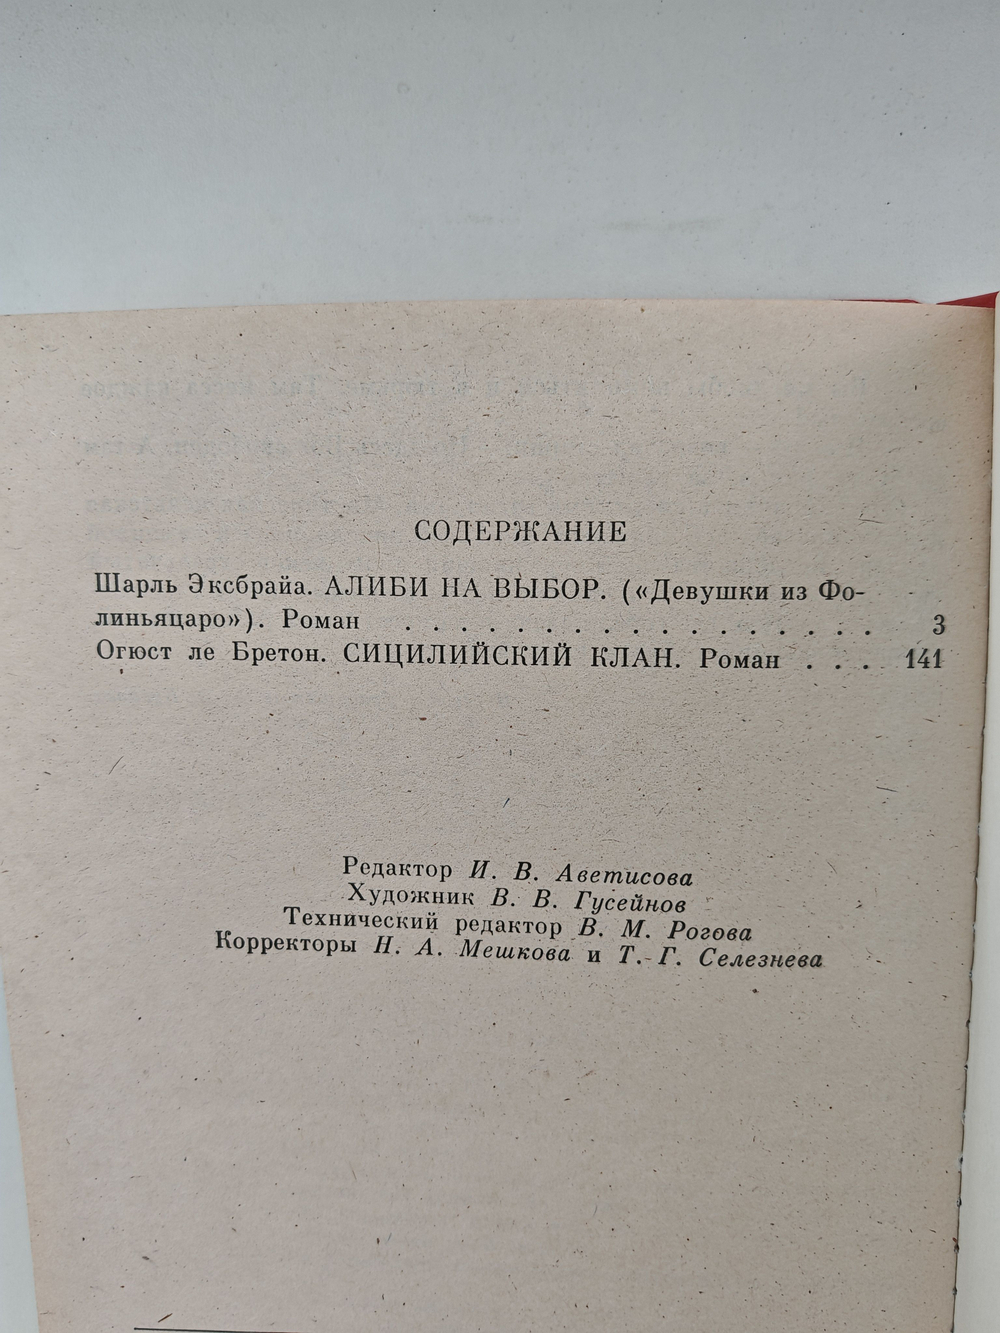 СОДЕРЖАНИЕ
Шарль Эксбрайа. АЛИБИ НА ВЫБОР. («Девушки из Фо-
линьяцаро»). Роман . . . . . . . . . . . . . . . . . 3
Огюст ле Бретон. СИЦИЛИЙСКИЙ КЛАН. Роман . . . 141
Редактор И. В. Аветисова
Художник В. В. Гусейнов
Технический редактор В. М. Рогова
Корректоры Н. А. Мешкова и Т. Г. Селезнева